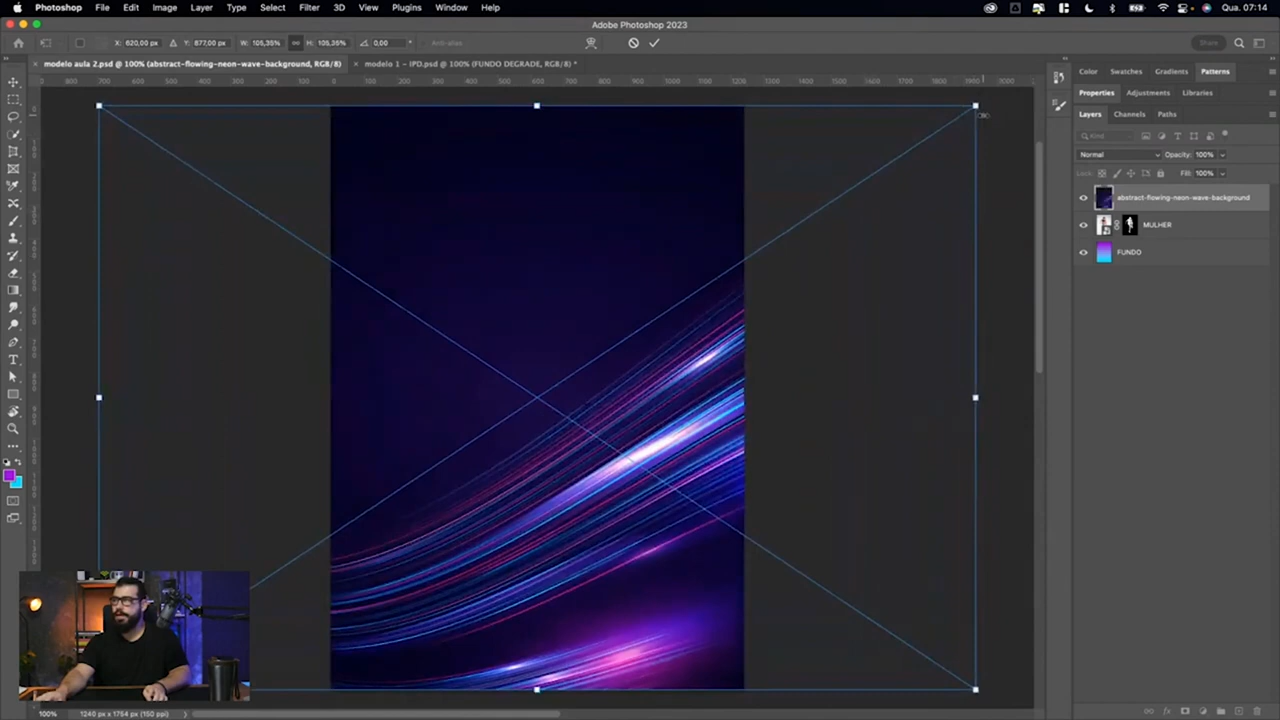 Photoshop File Edit Image Layer Type Select Filter 3D View Plugins Window Help Qua. 07:14
Adobe Photoshop 2023
X: 620,00 px Y: 877,00 px W: 105,35% H: 105,35% 0,00 Anti-alias Share
modelo aula 2.psd @ 100% (abstract-flowing-neon-wave-background, RGB/8) modelo 1 – IPD.psd @ 100% (FUNDO DEGRADE, RGB/8) *
Color Swatches Gradients Patterns
Properties Adjustments Libraries
Layers Channels Paths
Kind
Normal Opacity: 100%
Lock: Fill: 100%
abstract-flowing-neon-wave-background
MULHER
FUNDO
100% 1240 px x 1754 px (150 ppi)